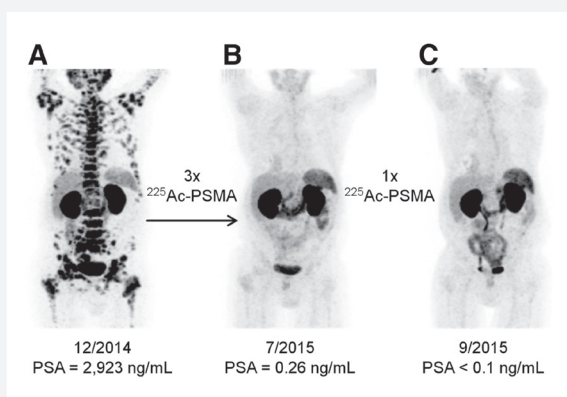 A
B
C
3x
²²⁵Ac-PSMA
1x
²²⁵Ac-PSMA
12/2014
PSA = 2,923 ng/mL
7/2015
PSA = 0.26 ng/mL
9/2015
PSA < 0.1 ng/mL